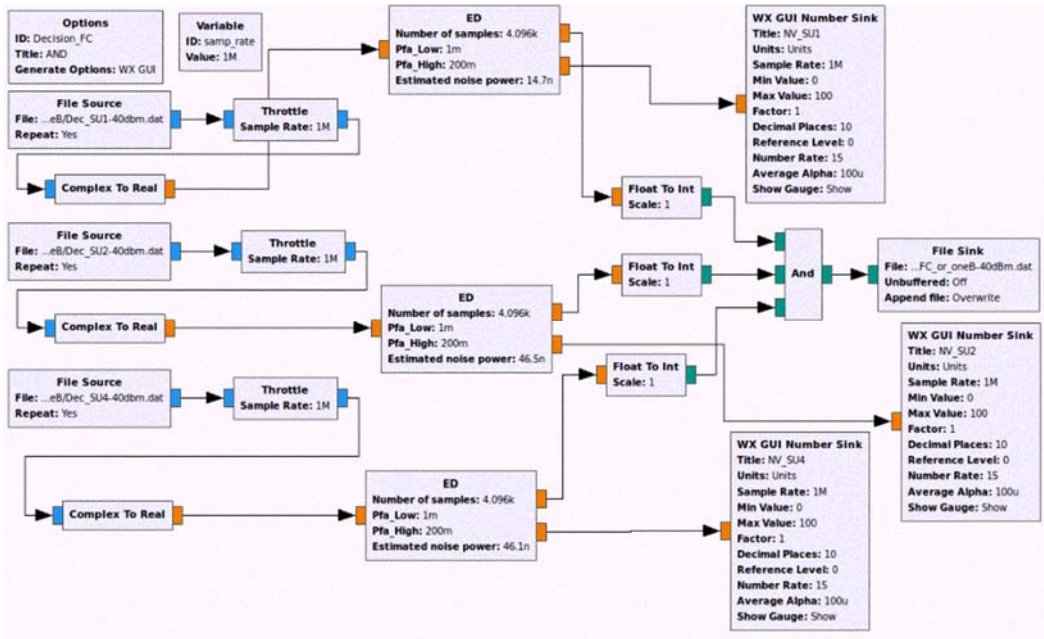 Options
ID: Decision_FC
Title: AND
Generate Options: WX GUI
Variable
ID: samp_rate
Value: 1M
ED
Number of samples: 4.096k
Pfa_Low: 1m
Pfa_High: 200m
Estimated noise power: 14.7n
WX GUI Number Sink
Title: NV_SU1
Units: Units
Sample Rate: 1M
Min Value: 0
Max Value: 100
Factor: 1
Decimal Places: 10
Reference Level: 0
Number Rate: 15
Average Alpha: 100u
Show Gauge: Show
File Source
File: ...eB/Dec_SU1-40dbm.dat
Repeat: Yes
Throttle
Sample Rate: 1M
Complex To Real
Float To Int
Scale: 1
File Source
File: ...eB/Dec_SU2-40dbm.dat
Repeat: Yes
Throttle
Sample Rate: 1M
Float To Int
Scale: 1
And
File Sink
File: ...FC_or_oneB-40dBm.dat
Unbuffered: Off
Append file: Overwrite
Complex To Real
ED
Number of samples: 4.096k
Pfa_Low: 1m
Pfa_High: 200m
Estimated noise power: 46.5n
Float To Int
Scale: 1
WX GUI Number Sink
Title: NV_SU2
Units: Units
Sample Rate: 1M
Min Value: 0
Max Value: 100
Factor: 1
Decimal Places: 10
Reference Level: 0
Number Rate: 15
Average Alpha: 100u
Show Gauge: Show
File Source
File: ...eB/Dec_SU4-40dbm.dat
Repeat: Yes
Throttle
Sample Rate: 1M
Complex To Real
ED
Number of samples: 4.096k
Pfa_Low: 1m
Pfa_High: 200m
Estimated noise power: 46.1n
WX GUI Number Sink
Title: NV_SU4
Units: Units
Sample Rate: 1M
Min Value: 0
Max Value: 100
Factor: 1
Decimal Places: 10
Reference Level: 0
Number Rate: 15
Average Alpha: 100u
Show Gauge: Show